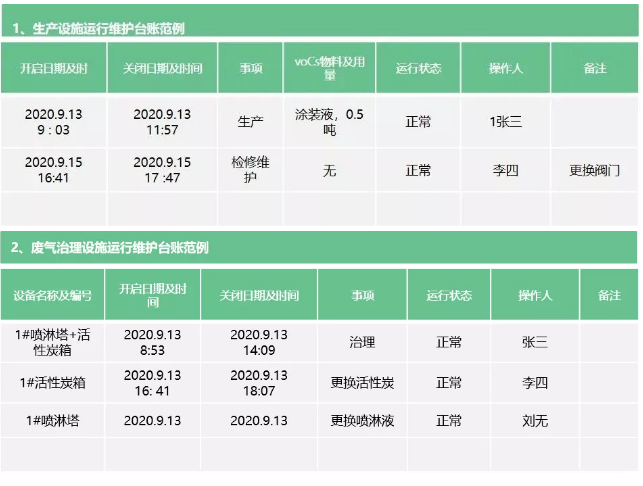 1、生产设施运行维护台账范例
开启日期及时 关闭日期及时间 事项 voCs物料及用量 运行状态 操作人 备注
2020.9.13 9：03 2020.9.13 11:57 生产 涂装液，0.5吨 正常 1张三
2020.9.15 16:41 2020.9.15 17 :47 检修维护 无 正常 李四 更换阀门
2、废气治理设施运行维护台账范例
设备名称及编号 开启日期及时间 关闭日期及时间 事项 运行状态 操作人 备注
1#喷淋塔+活性炭箱 2020.9.13 8:53 2020.9.13 14:09 治理 正常 张三
1#活性炭箱 2020.9.13 16: 41 2020.9.13 18:07 更换活性炭 正常 李四
1#喷淋塔 2020.9.13 2020.9.13 更换喷淋液 正常 刘无